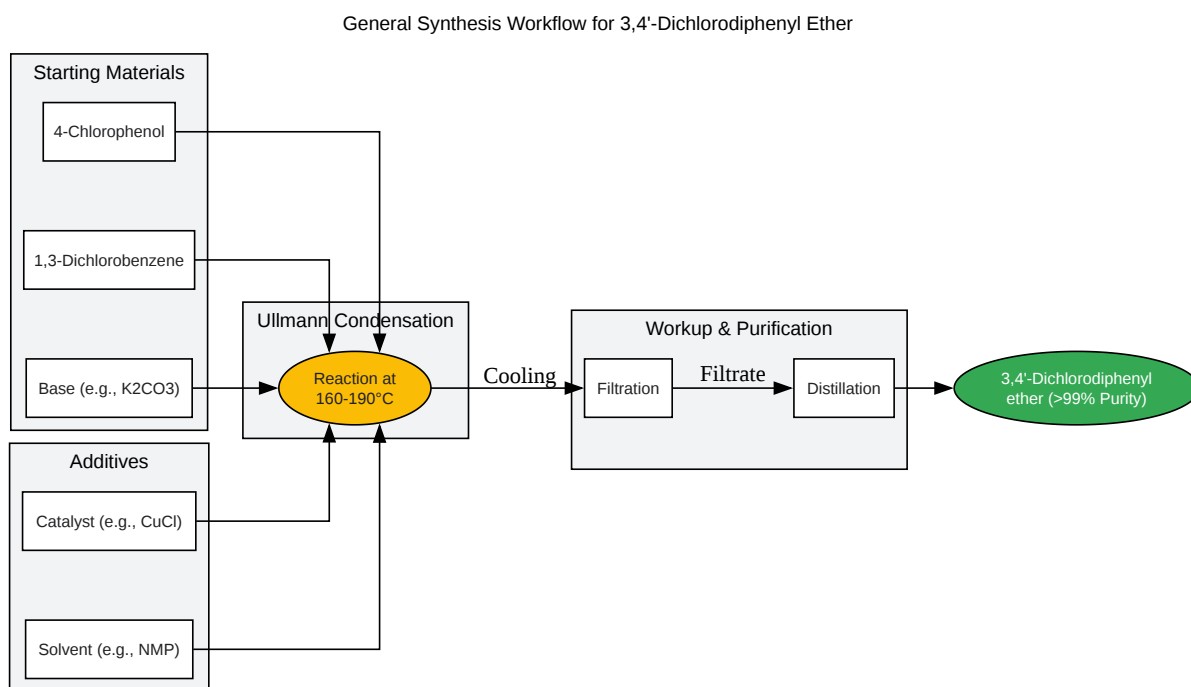 General Synthesis Workflow for 3,4'-Dichlorodiphenyl Ether
Starting Materials
4-Chlorophenol
1,3-Dichlorobenzene
Base (e.g., K2CO3)
Additives
Catalyst (e.g., CuCl)
Solvent (e.g., NMP)
Ullmann Condensation
Reaction at
160-190°C
Cooling
Workup & Purification
Filtration
Filtrate
Distillation
3,4'-Dichlorodiphenyl
ether (>99% Purity)